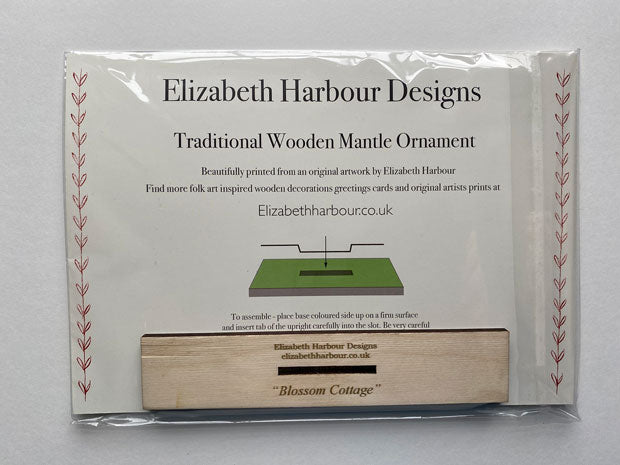 Elizabeth Harbour Designs
Traditional Wooden Mantle Ornament
Beautifully printed from an original artwork by Elizabeth Harbour
Find more folk art inspired wooden decorations greetings cards and original artists prints at
Elizabethharbour.co.uk
To assemble - place base coloured side up on a firm surface
and insert tab of the upright carefully into the slot. Be very careful
Elizabeth Harbour Designs
elizabethharbour.co.uk
"Blossom Cottage"